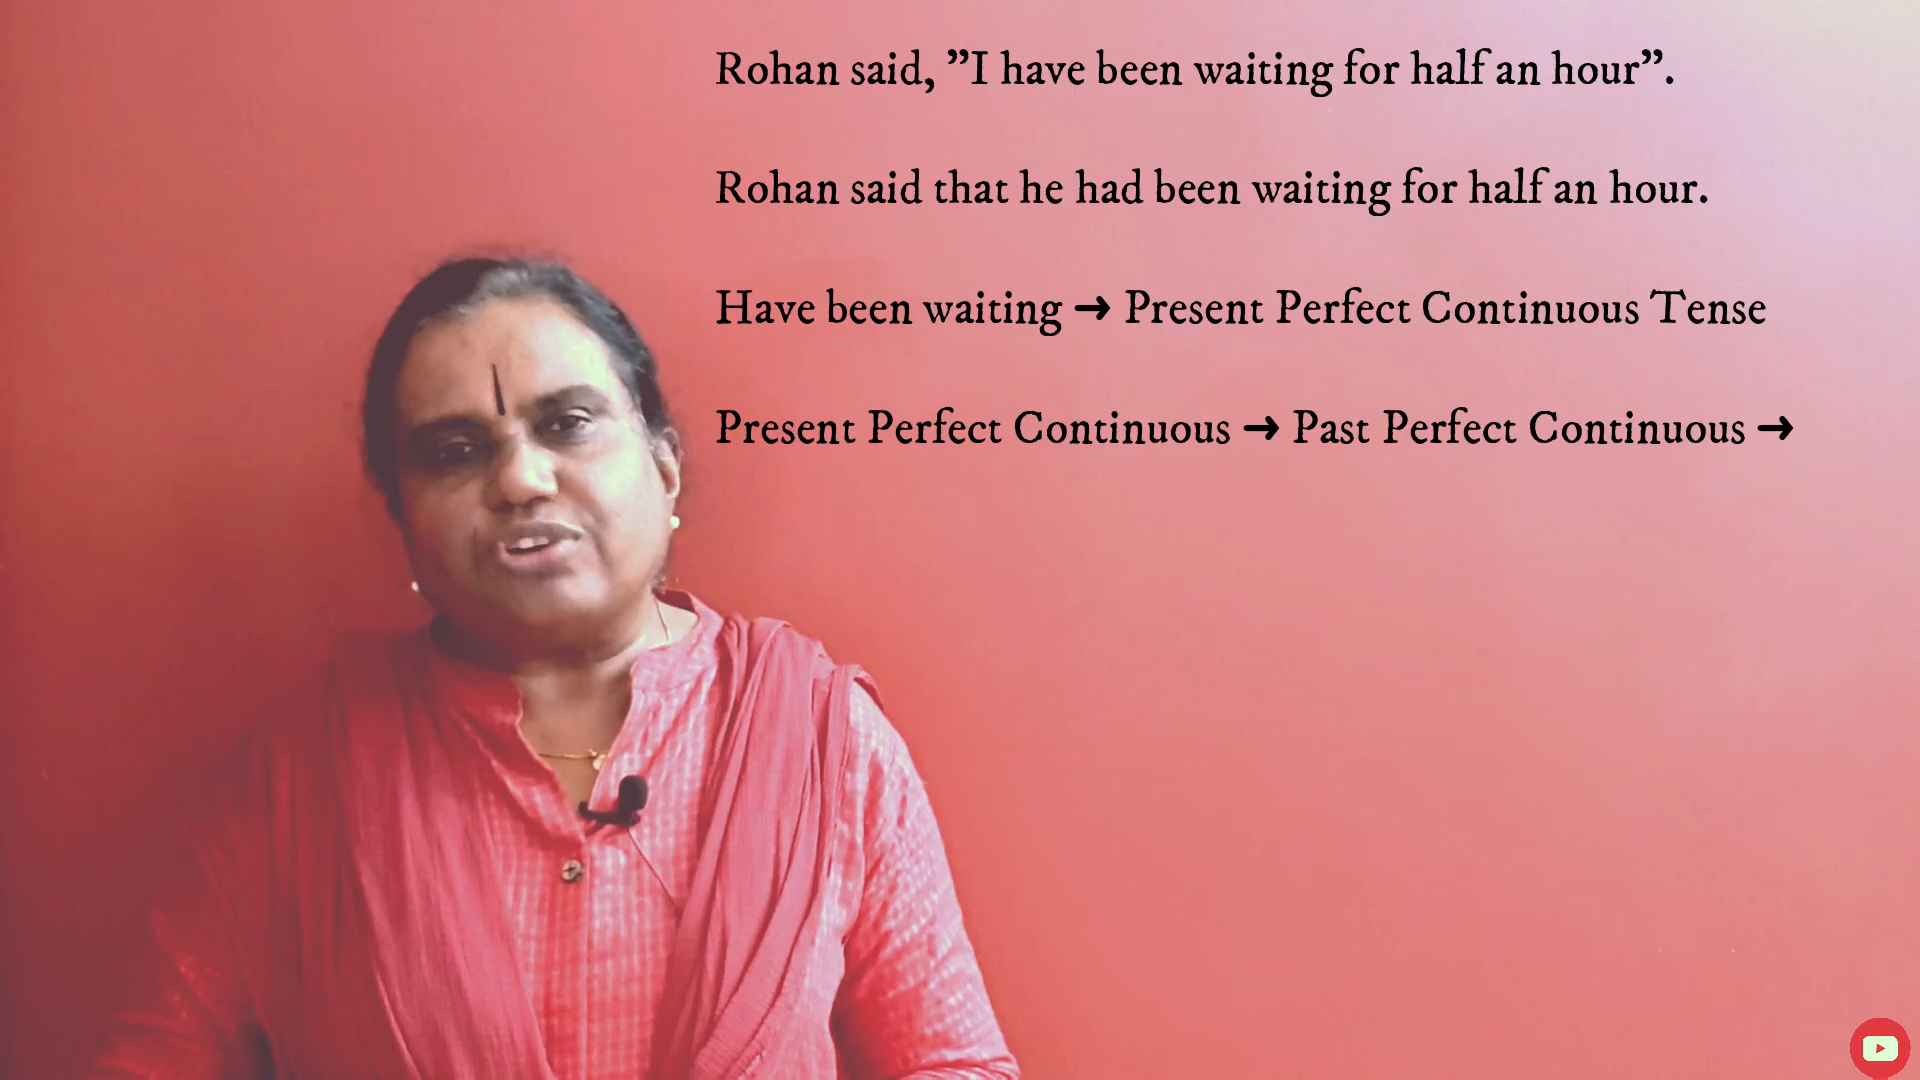 Rohan said, ”I have been waiting for half an hour”.
Rohan said that he had been waiting for half an hour.
Have been waiting → Present Perfect Continuous Tense
Present Perfect Continuous → Past Perfect Continuous →